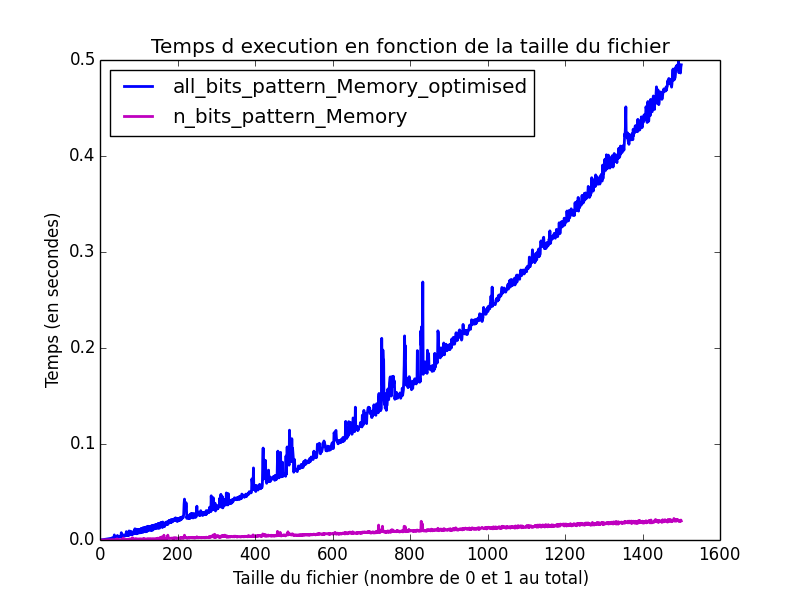 Temps d execution en fonction de la taille du fichier
all_bits_pattern_Memory_optimised
n_bits_pattern_Memory
Temps (en secondes)
0.5
0.4
0.3
0.2
0.1
0.0
0 200 400 600 800 1000 1200 1400 1600
Taille du fichier (nombre de 0 et 1 au total)